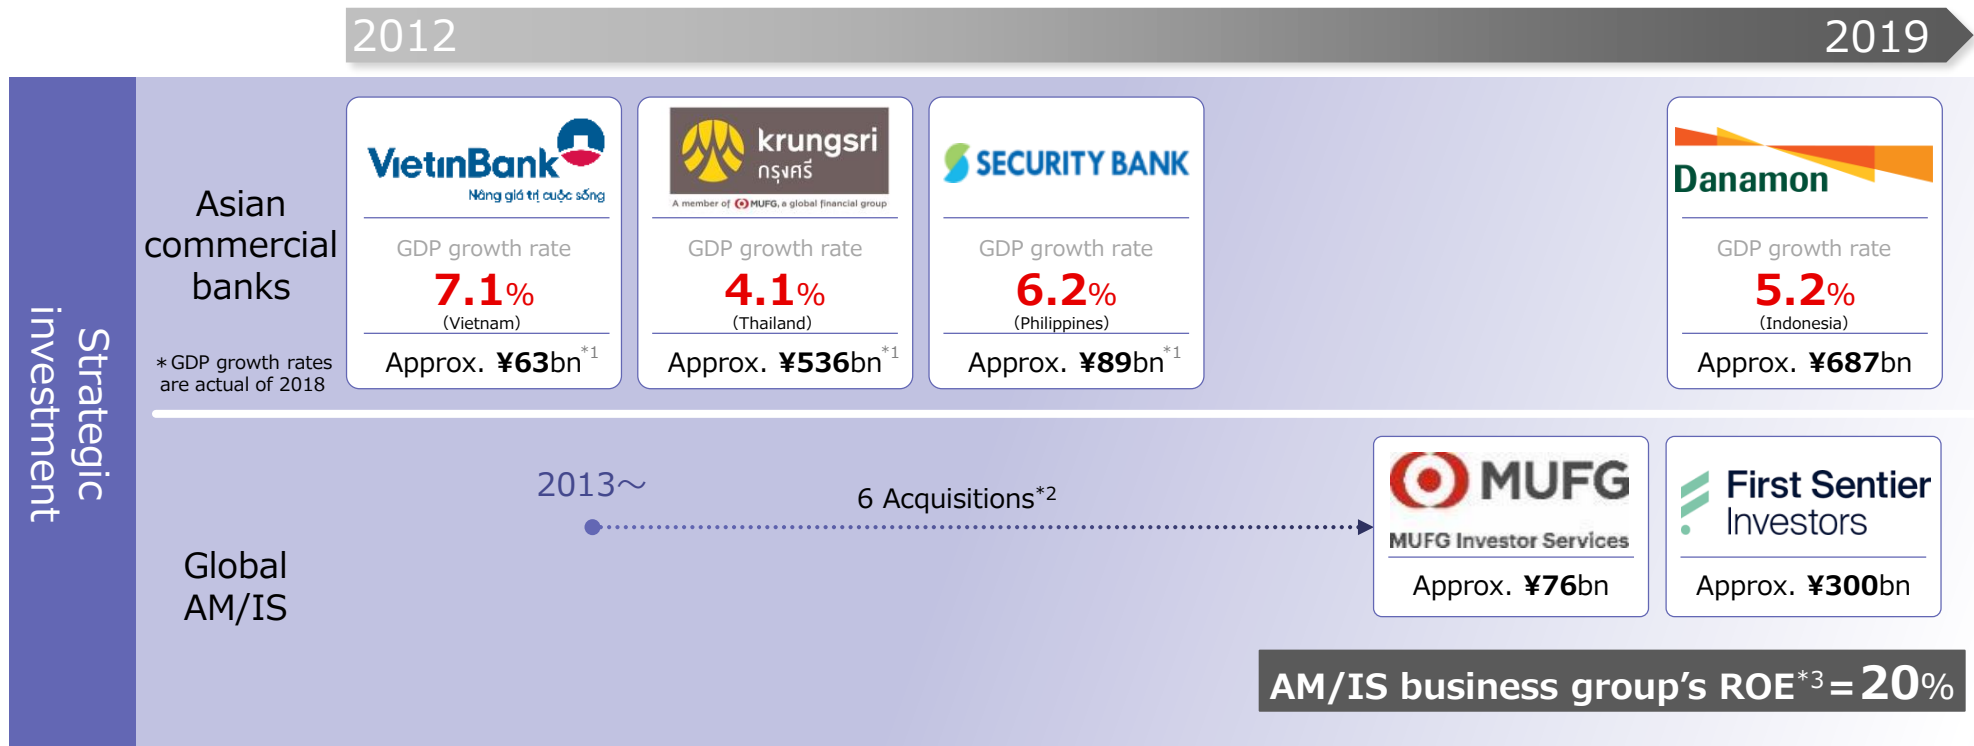 2012
2019
Strategic
investment
Asian
commercial
banks
*GDP growth rates
are actual of 2018
VietinBank
Nâng giá trị cuộc sống
GDP growth rate
7.1%
(Vietnam)
Approx. ¥63bn*1
krungsri
กรุงศรี
A member of MUFG, a global financial group
GDP growth rate
4.1%
(Thailand)
Approx. ¥536bn*1
SECURITY BANK
GDP growth rate
6.2%
(Philippines)
Approx. ¥89bn*1
Danamon
GDP growth rate
5.2%
(Indonesia)
Approx. ¥687bn
Global
AM/IS
2013～
6 Acquisitions*2
MUFG
MUFG Investor Services
Approx. ¥76bn
First Sentier
Investors
Approx. ¥300bn
AM/IS business group’s ROE*3=20%